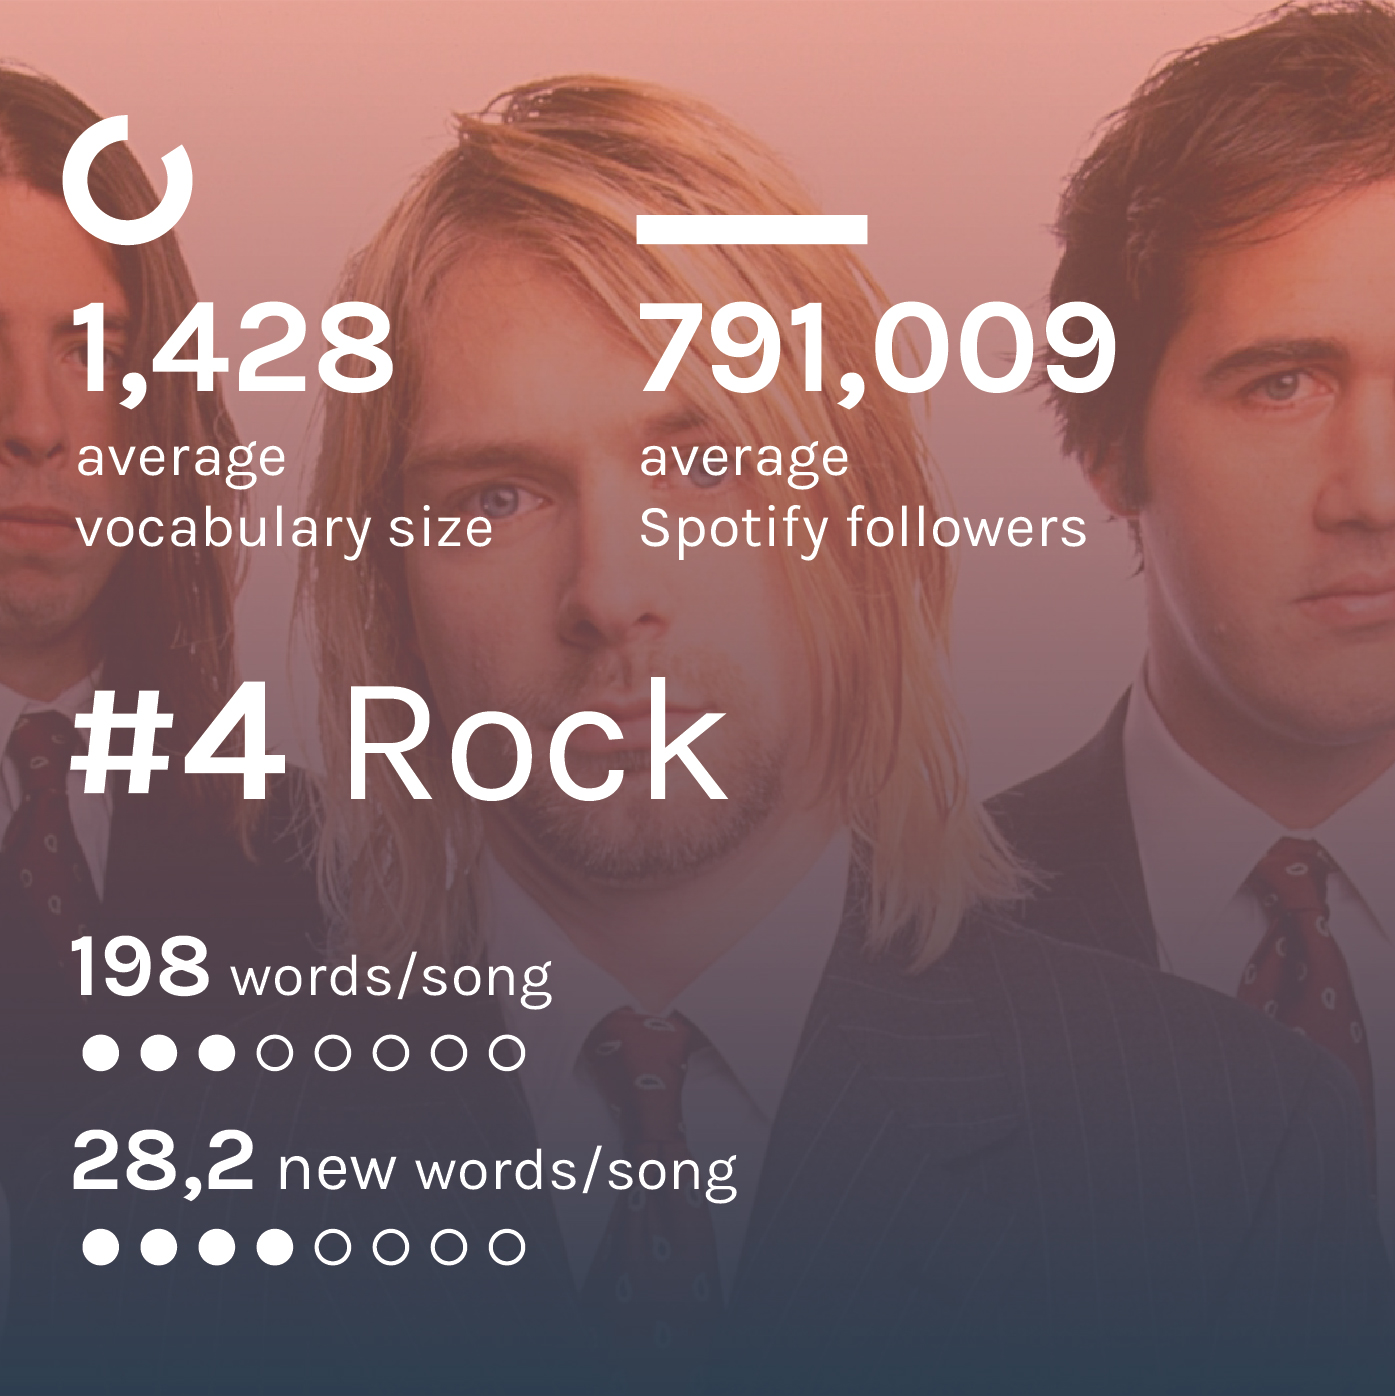 1,428
average
vocabulary size
791,009
average
Spotify followers
#4 Rock
198 words/song
28,2 new words/song